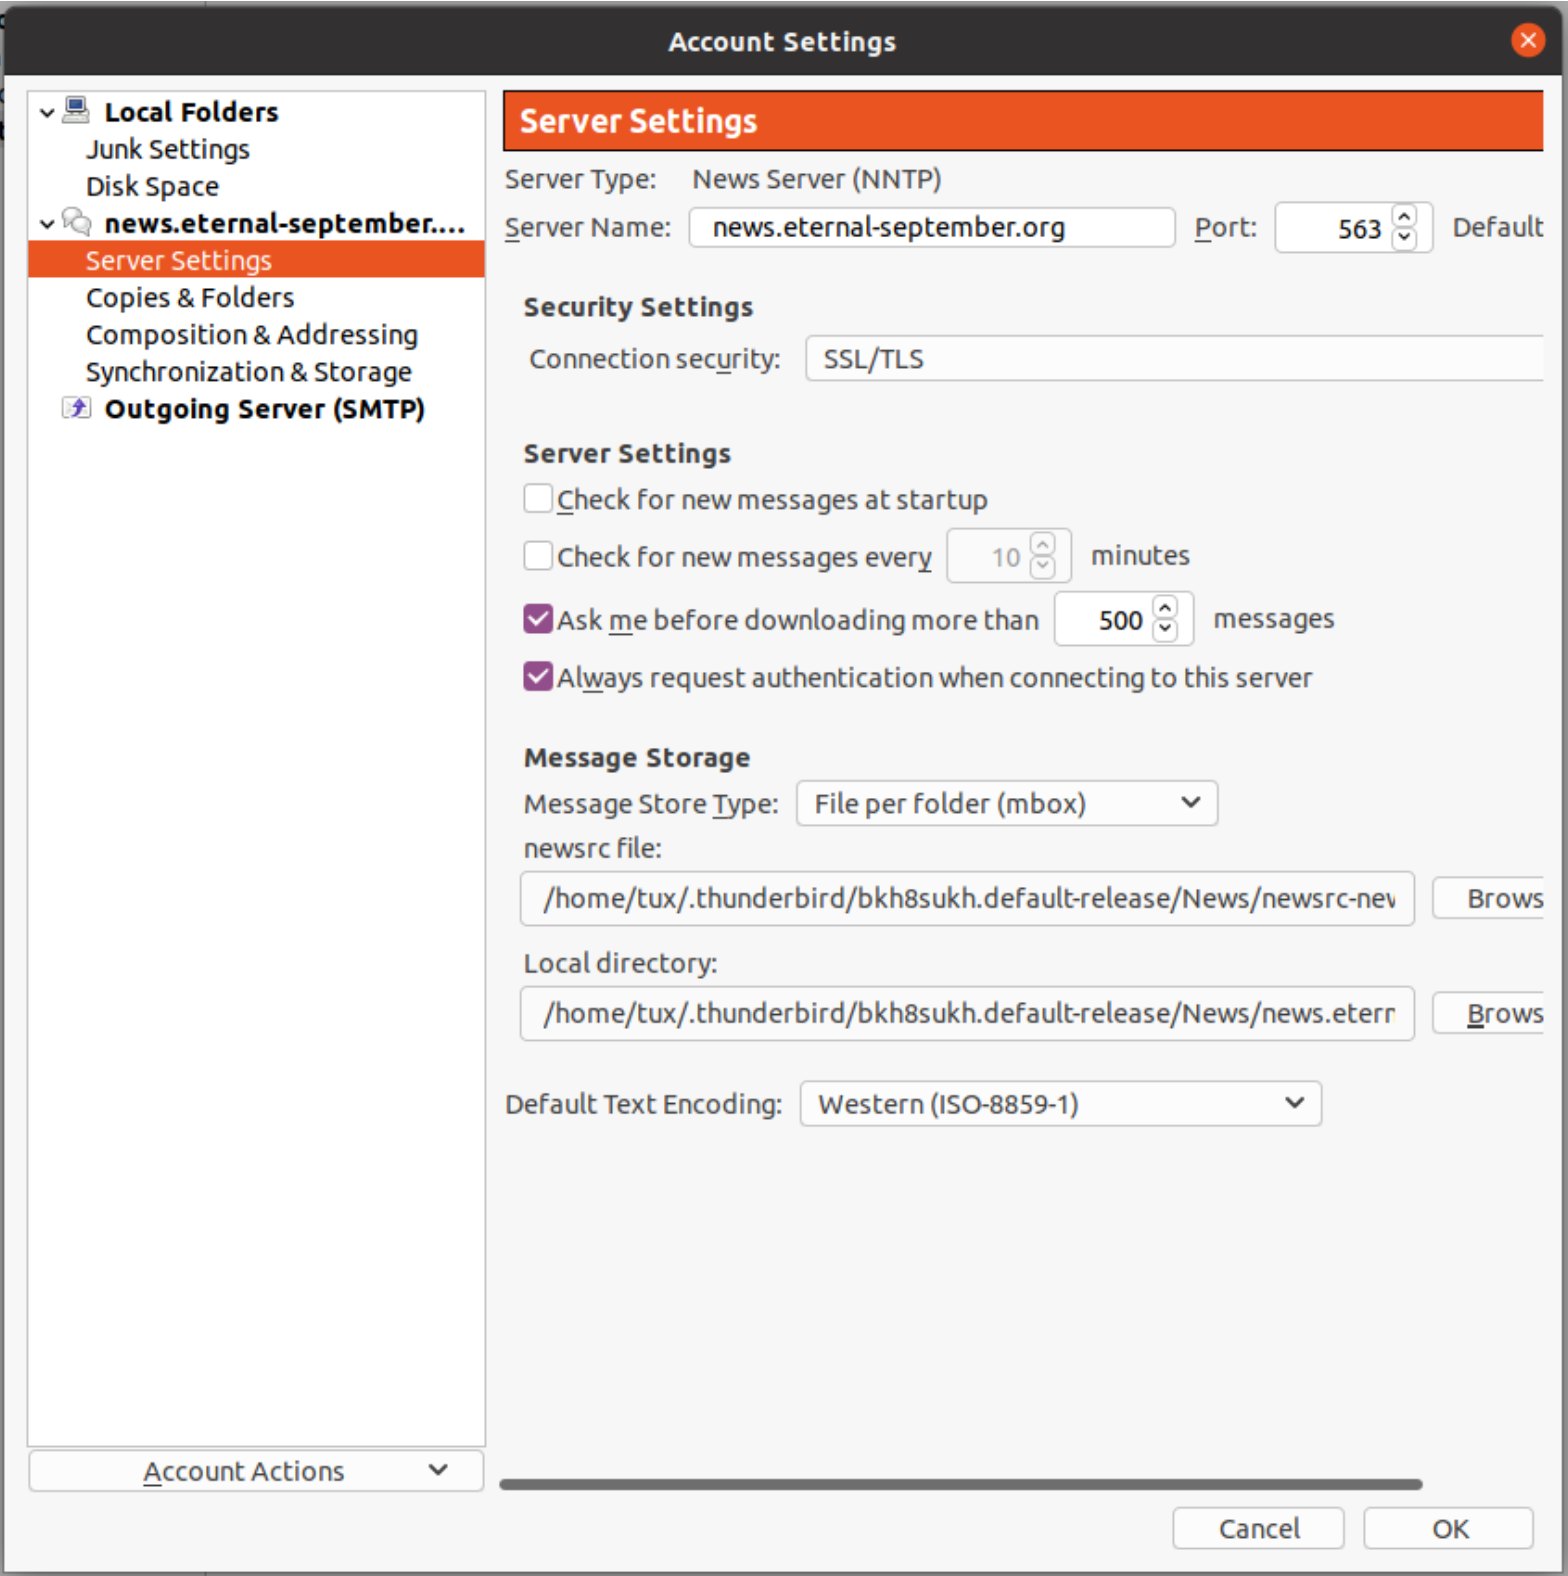 Account Settings
Local Folders
Junk Settings
Disk Space
news.eternal-september....
Server Settings
Copies & Folders
Composition & Addressing
Synchronization & Storage
Outgoing Server (SMTP)
Account Actions
Server Settings
Server Type: News Server (NNTP)
Server Name: news.eternal-september.org Port: 563 Default
Security Settings
Connection security: SSL/TLS
Server Settings
Check for new messages at startup
Check for new messages every 10 minutes
Ask me before downloading more than 500 messages
Always request authentication when connecting to this server
Message Storage
Message Store Type: File per folder (mbox)
newsrc file:
/home/tux/.thunderbird/bkh8sukh.default-release/News/newsrc-nev Brows
Local directory:
/home/tux/.thunderbird/bkh8sukh.default-release/News/news.etern Brows
Default Text Encoding: Western (ISO-8859-1)
Cancel OK